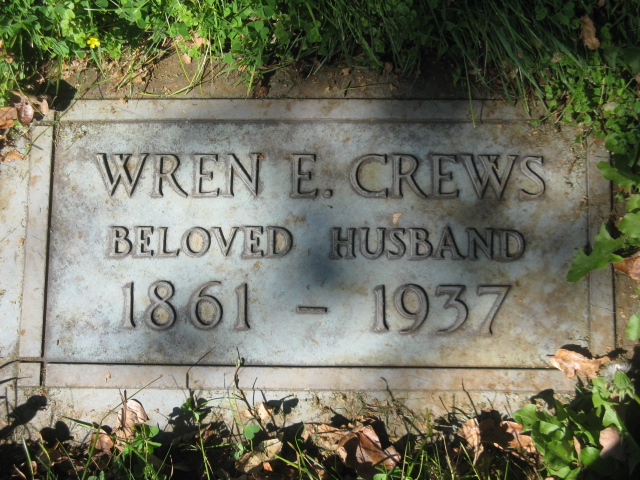 WREN E. CREWS
BELOVED HUSBAND
1861 – 1937